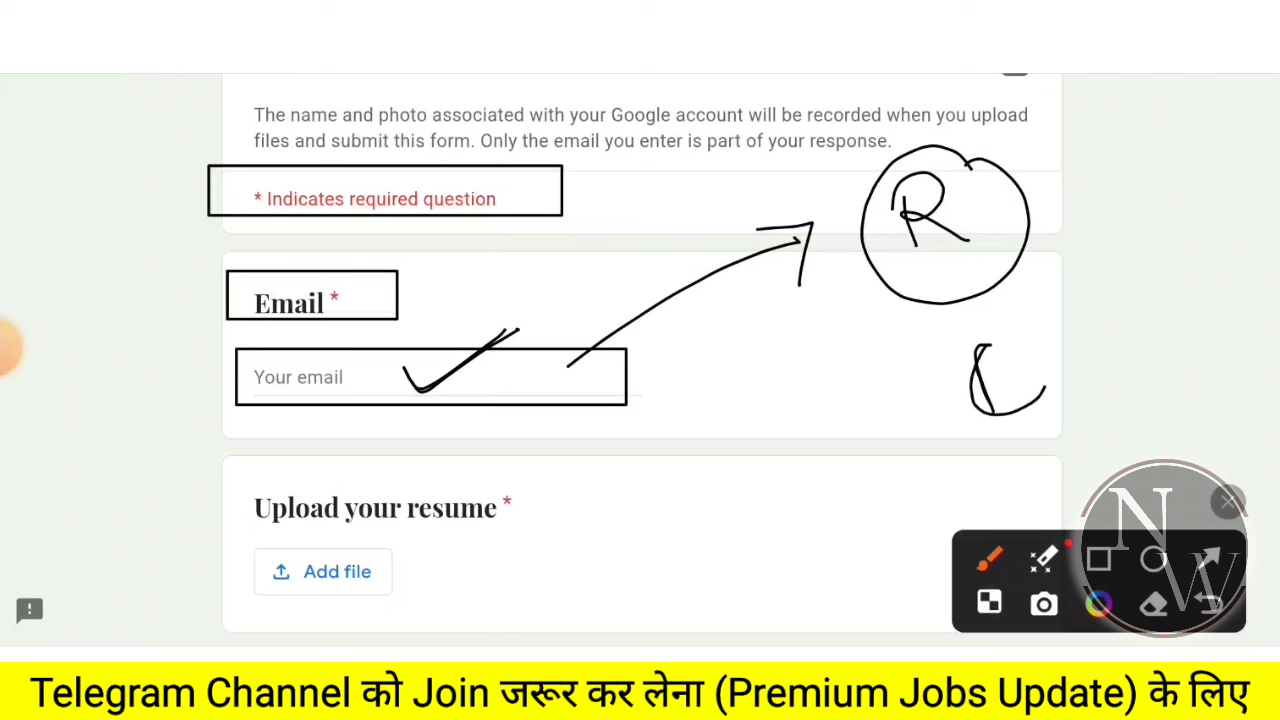 The name and photo associated with your Google account will be recorded when you upload
files and submit this form. Only the email you enter is part of your response.
* Indicates required question
R
Email *
Your email
Upload your resume *
Add file
N
W
Telegram Channel को Join जरूर कर लेना (Premium Jobs Update) के लिए